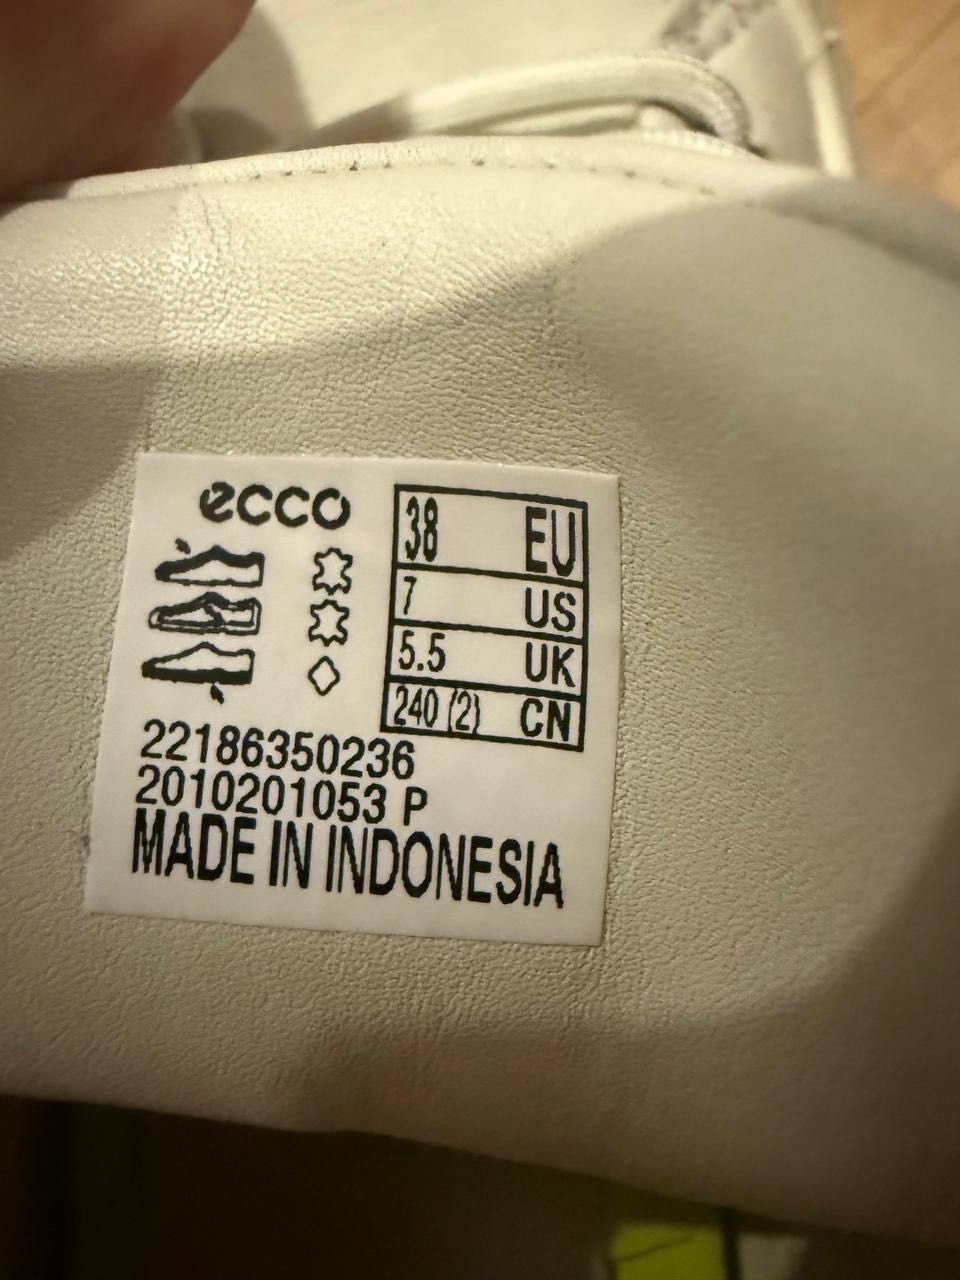 ecco
38 EU
7 US
5.5 UK
240 (2) CN
22186350236
2010201053 P
MADE IN INDONESIA